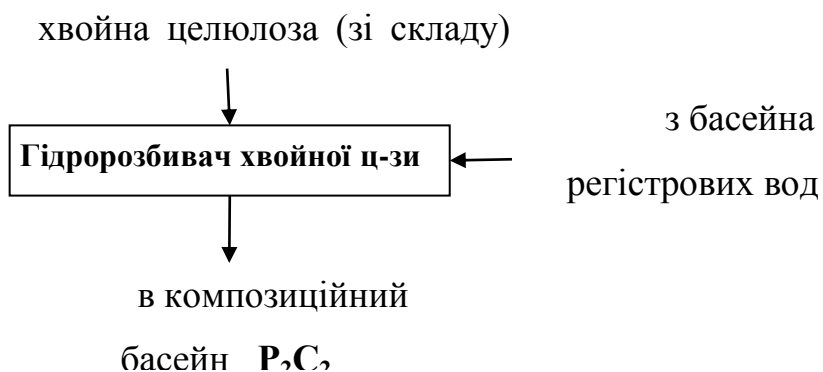 хвойна целюлоза (зі складу)
з басейна
Гідророзбивач хвойної ц-зи
регістрових вод
в композиційний
басейн P₂C₂